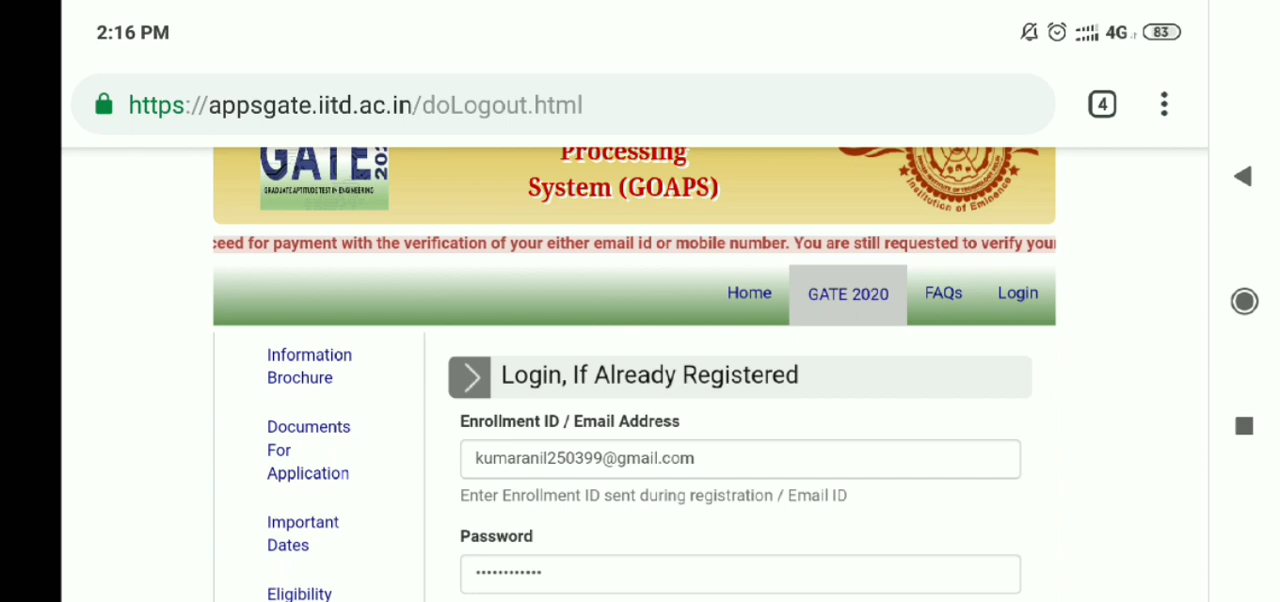 2:16 PM
4G 83
https://appsgate.iitd.ac.in/doLogout.html
4
GATE 202
GRADUATE APTITUDE TEST IN ENGINEERING
Processing
System (GOAPS)
Institution of Eminence
ceed for payment with the verification of your either email id or mobile number. You are still requested to verify your
Home GATE 2020 FAQs Login
Information
Brochure
Documents
For
Application
Important
Dates
Eligibility
Login, If Already Registered
Enrollment ID / Email Address
kumaranil250399@gmail.com
Enter Enrollment ID sent during registration / Email ID
Password
••••••••••••